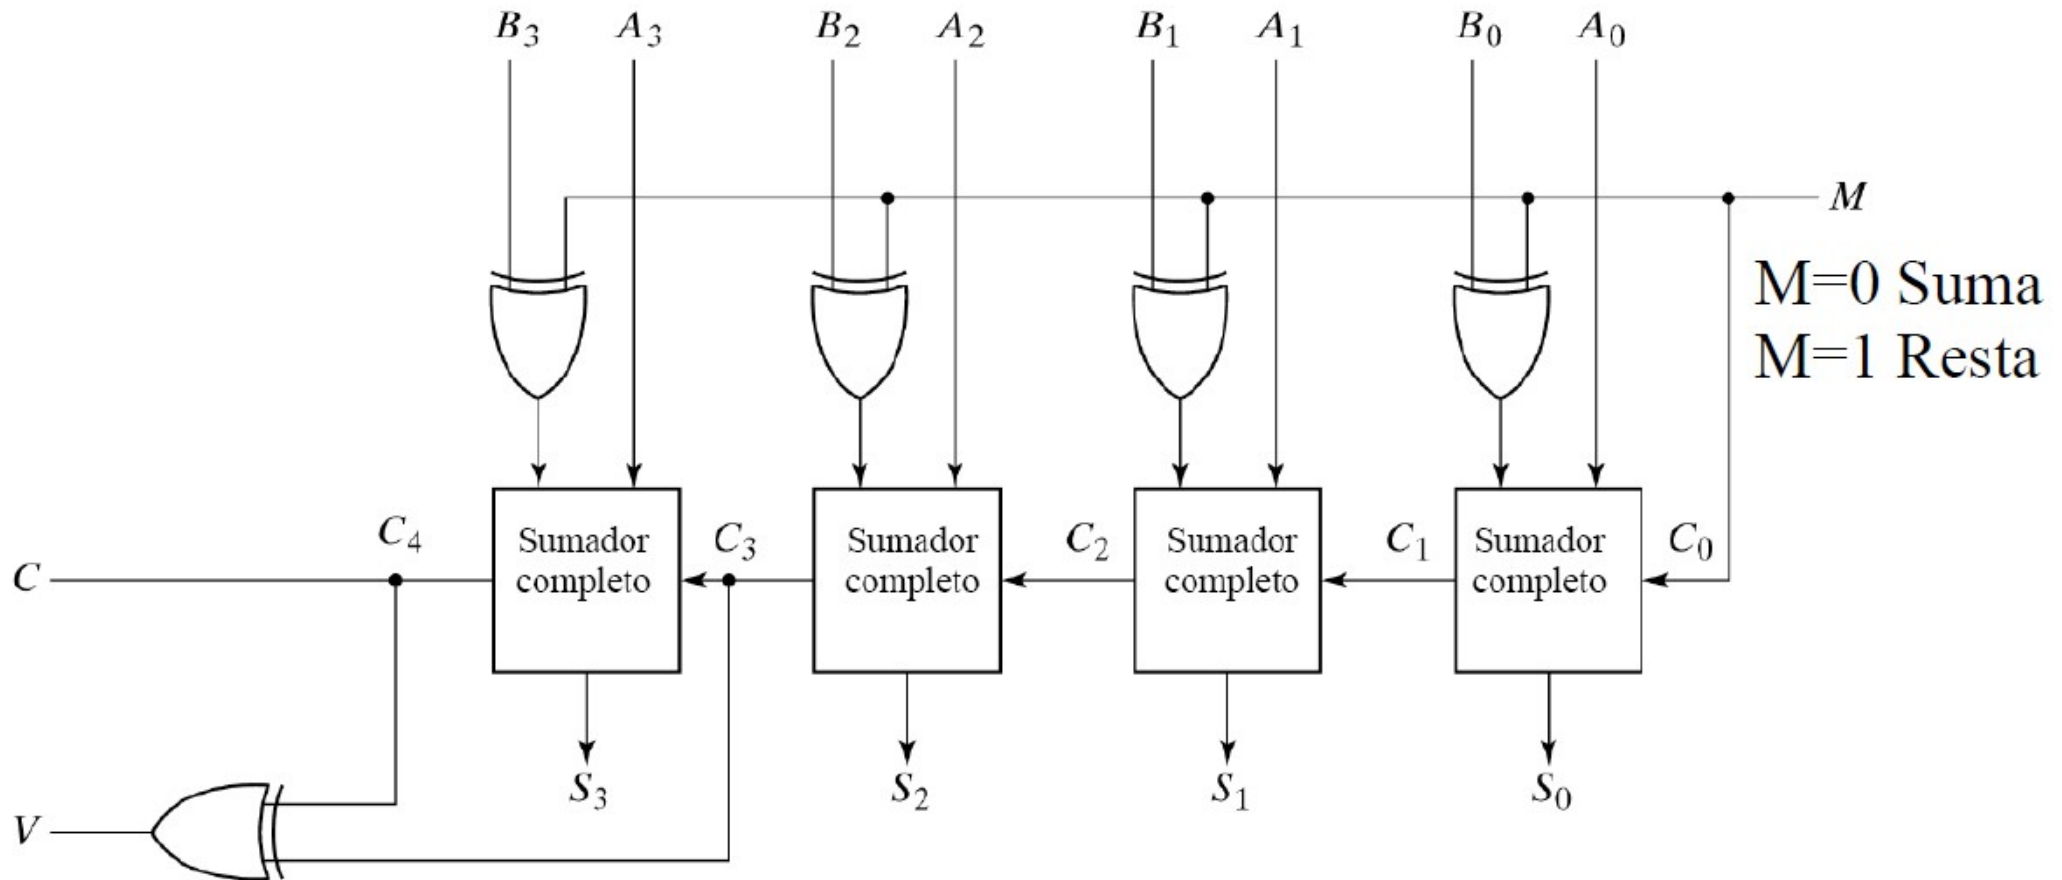 B3 A3 B2 A2 B1 A1 B0 A0
M
M=0 Suma
M=1 Resta
C4 Sumador completo C3 Sumador completo C2 Sumador completo C1 Sumador completo C0
C
S3 S2 S1 S0
V